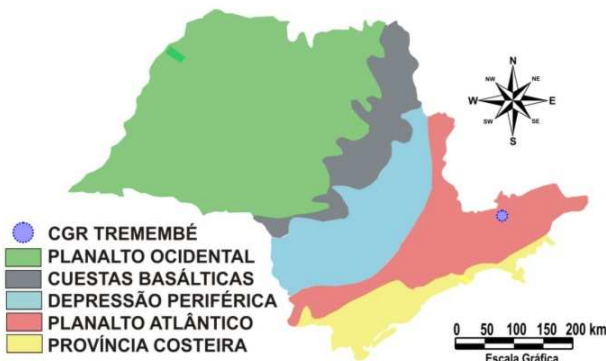 N
NW
NE
W
E
SW
SE
S
CGR TREMEMBÉ
PLANALTO OCIDENTAL
CUESTAS BASÁLTICAS
DEPRESSÃO PERIFÉRICA
PLANALTO ATLÂNTICO
PROVÍNCIA COSTEIRA
0 50 100 150 200 km
Escala Gráfica